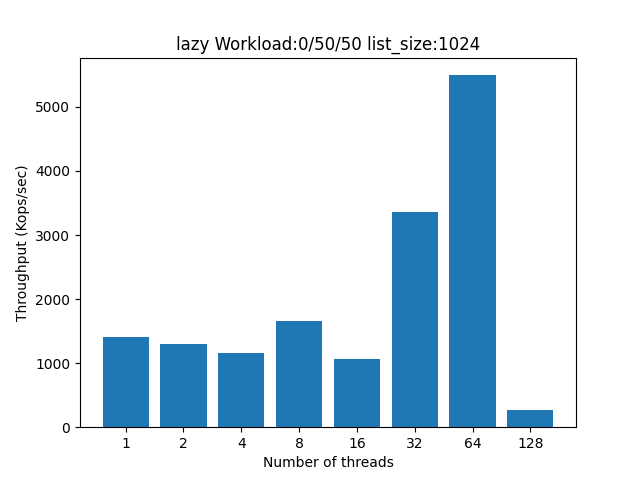 lazy Workload:0/50/50 list_size:1024
Throughput (Kops/sec)
5000
4000
3000
2000
1000
0
1 2 4 8 16 32 64 128
Number of threads